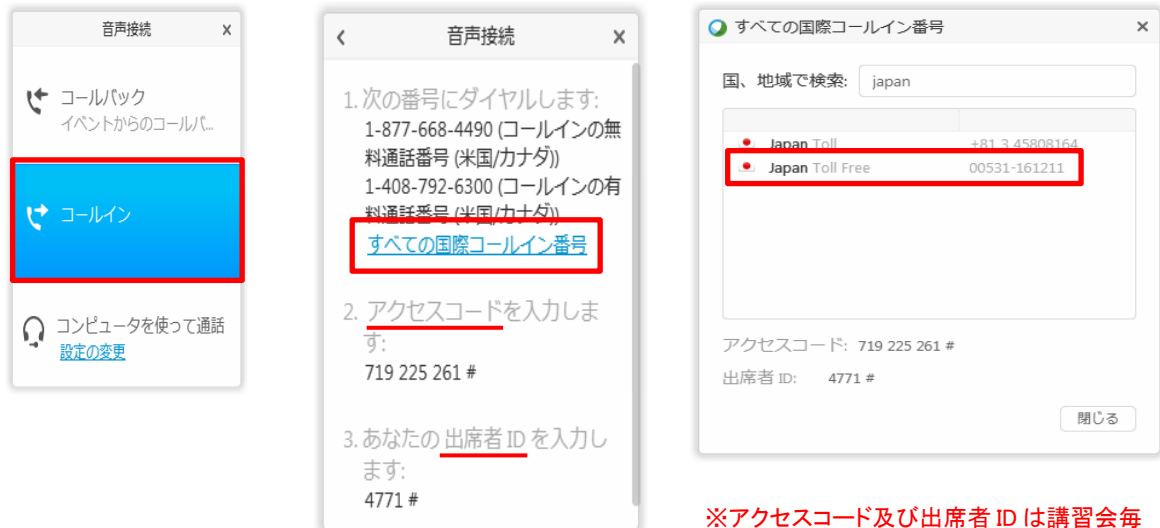 音声接続 x
コールバック
イベントからのコールバ...
コールイン
コンピュータを使って通話
設定の変更
< 音声接続 x
1. 次の番号にダイヤルします:
1-877-668-4490 (コールインの無
料通話番号 (米国/カナダ))
1-408-792-6300 (コールインの有
料通話番号 (米国/カナダ))
すべての国際コールイン番号
2. アクセスコードを入力しま
す:
719 225 261 #
3. あなたの 出席者 ID を入力し
ます:
4771 #
すべての国際コールイン番号 ×
国、地域で検索: japan
Japan Toll +81 3 45808164
Japan Toll Free 00531-161211
アクセスコード: 719 225 261 #
出席者 ID: 4771 #
閉じる
※アクセスコード及び出席者 ID は講習会毎